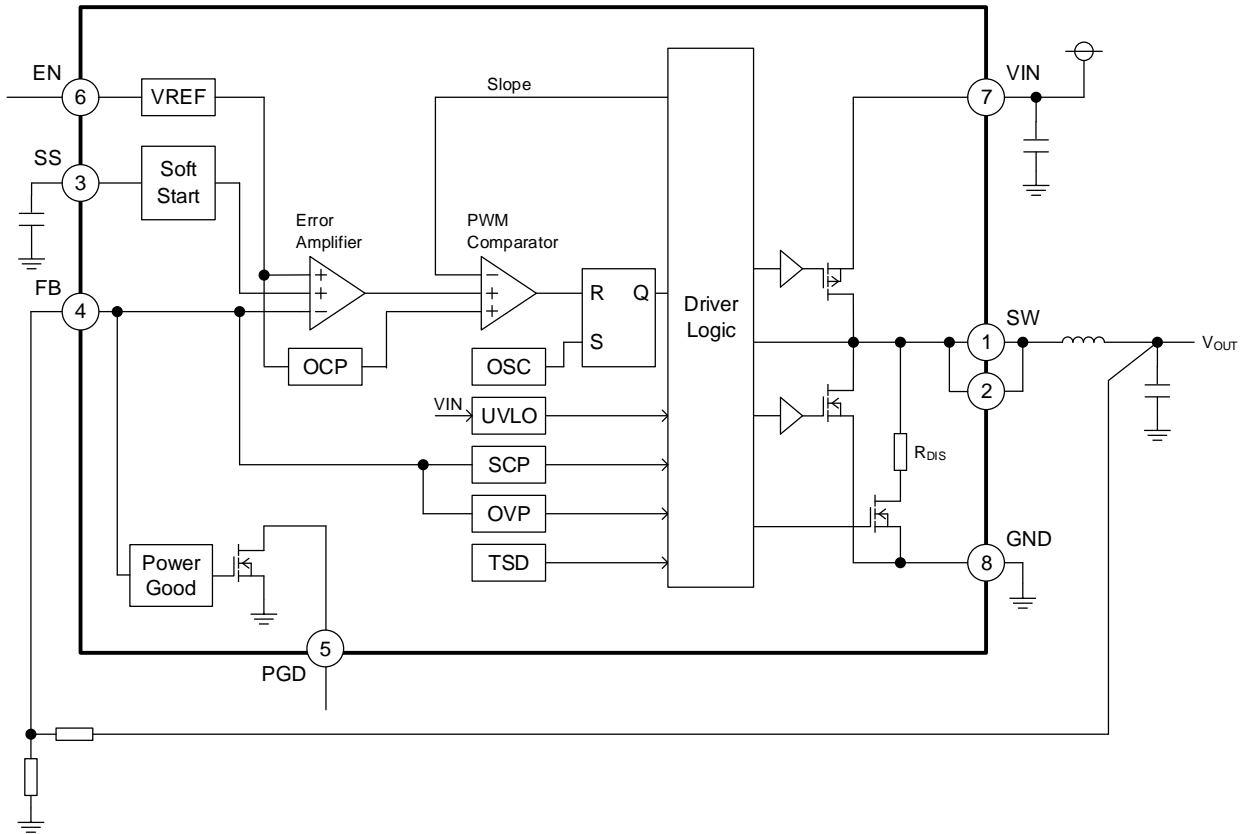 EN
6
VREF
Slope
VIN
7
SS
3
Soft
Start
Error
Amplifier
PWM
Comparator
FB
4
+
+
−
−
+
+
R
Q
S
OCP
OSC
Driver
Logic
SW
1
2
VOUT
VIN
UVLO
SCP
OVP
TSD
RDIS
GND
8
Power
Good
5
PGD